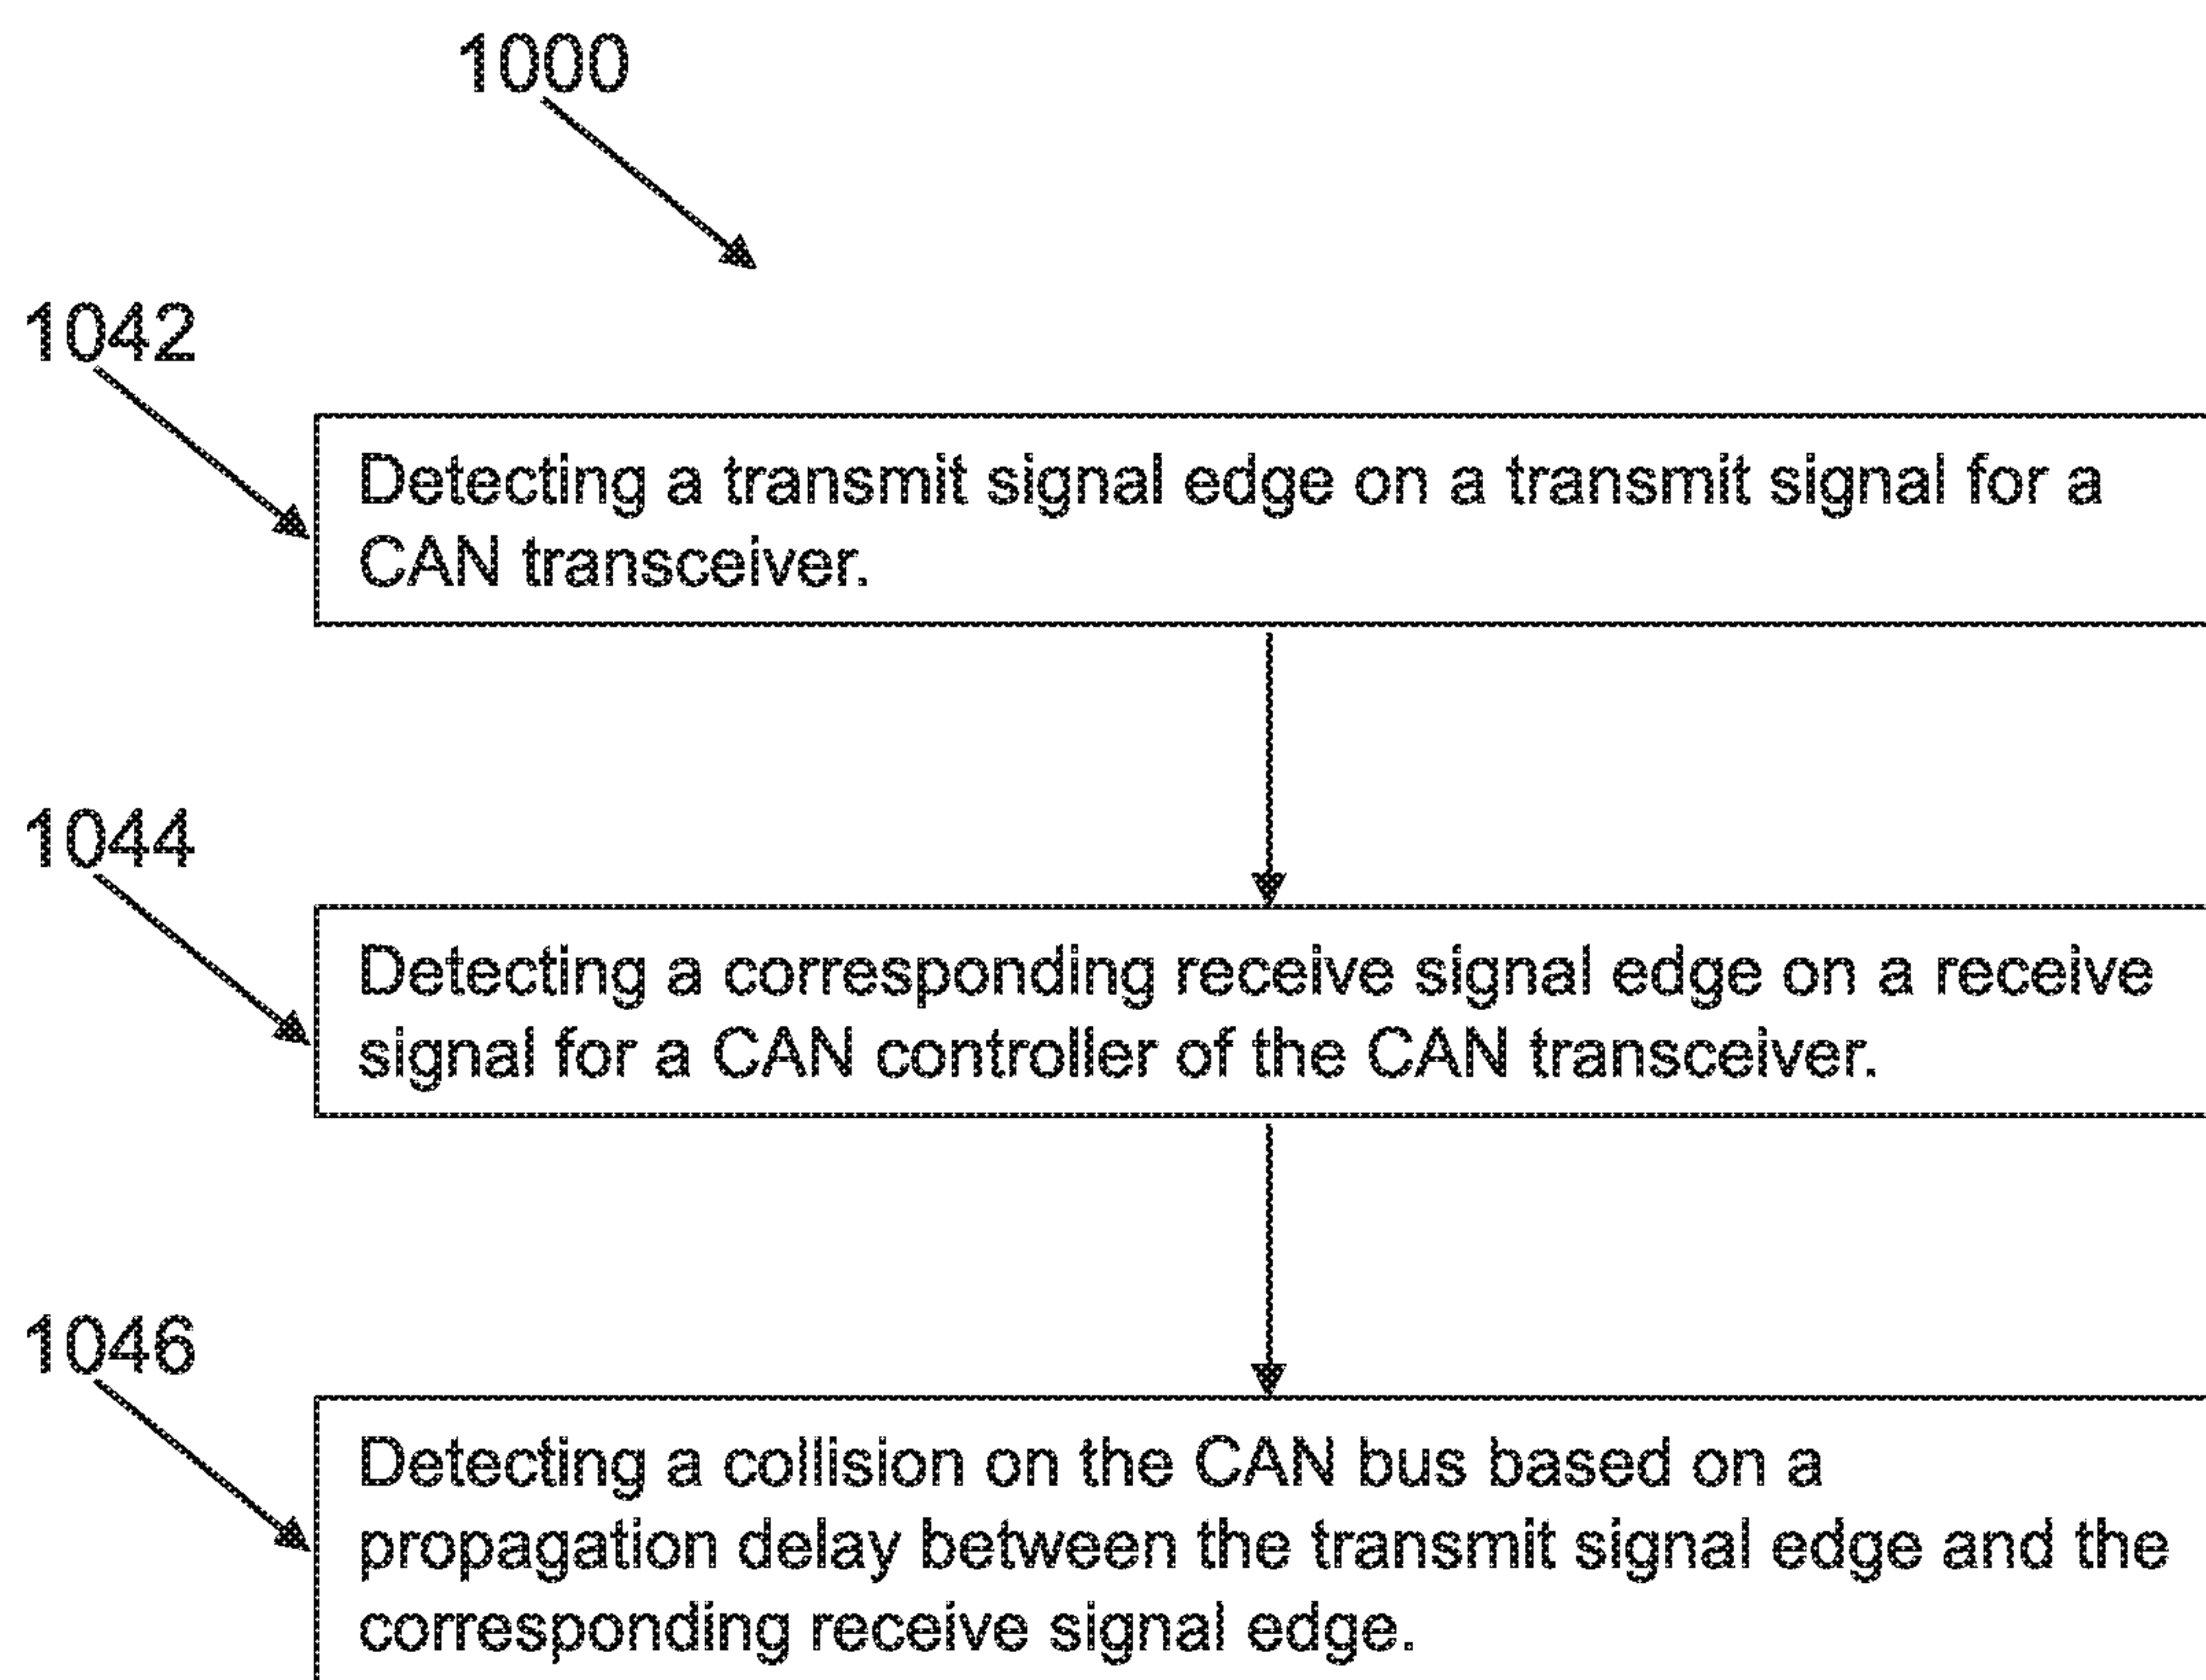 1000
1042
Detecting a transmit signal edge on a transmit signal for a
CAN transceiver.
1044
Detecting a corresponding receive signal edge on a receive
signal for a CAN controller of the CAN transceiver.
1046
Detecting a collision on the CAN bus based on a
propagation delay between the transmit signal edge and the
corresponding receive signal edge.